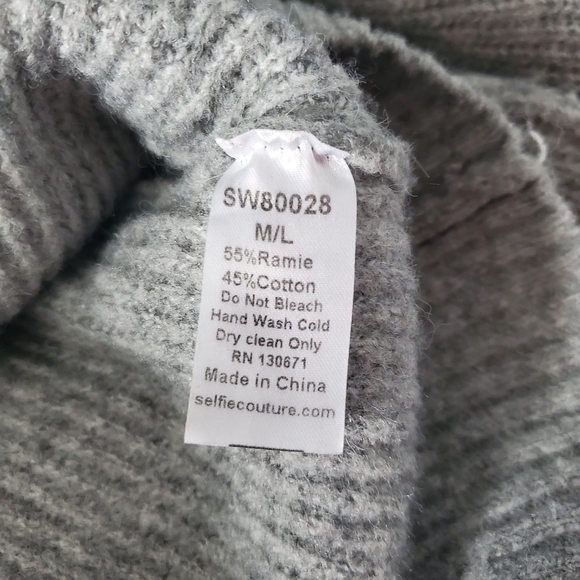 SW80028
M/L
55%Ramie
45%Cotton
Do Not Bleach
Hand Wash Cold
Dry clean Only
RN 130671
Made in China
selfiecouture.com